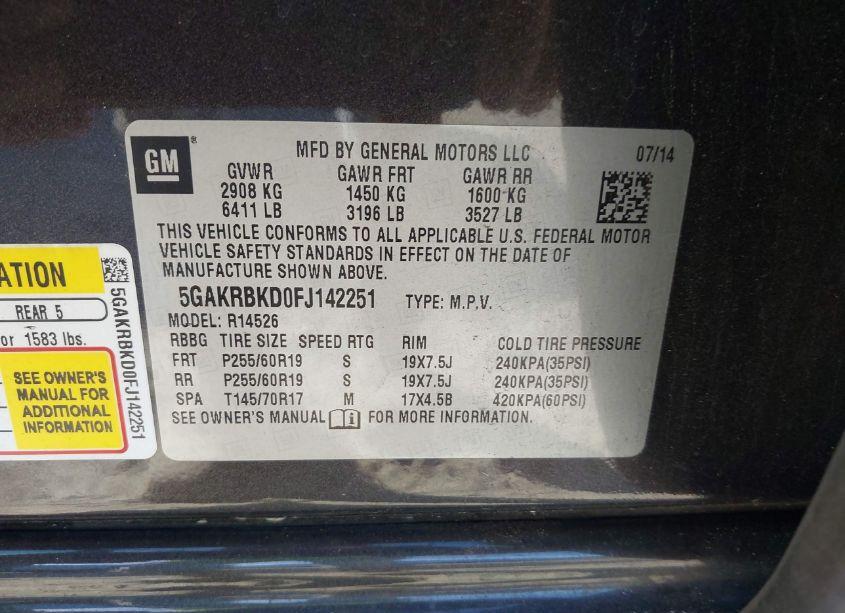 GM
MFD BY GENERAL MOTORS LLC 07/14
GVWR GAWR FRT GAWR RR
2908 KG 1450 KG 1600 KG
6411 LB 3196 LB 3527 LB
THIS VEHICLE CONFORMS TO ALL APPLICABLE U.S. FEDERAL MOTOR
VEHICLE SAFETY STANDARDS IN EFFECT ON THE DATE OF
MANUFACTURE SHOWN ABOVE.
5GAKRBKD0FJ142251 TYPE: M.P.V.
MODEL: R14526
RBBG TIRE SIZE SPEED RTG RIM COLD TIRE PRESSURE
FRT P255/60R19 S 19X7.5J 240KPA(35PSI)
RR P255/60R19 S 19X7.5J 240KPA(35PSI)
SPA T145/70R17 M 17X4.5B 420KPA(60PSI)
SEE OWNER'S MANUAL i FOR MORE INFORMATION.
ATION
REAR 5
or 1583 lbs.
SEE OWNER'S
MANUAL FOR
ADDITIONAL
INFORMATION
5GAKRBKD0FJ142251